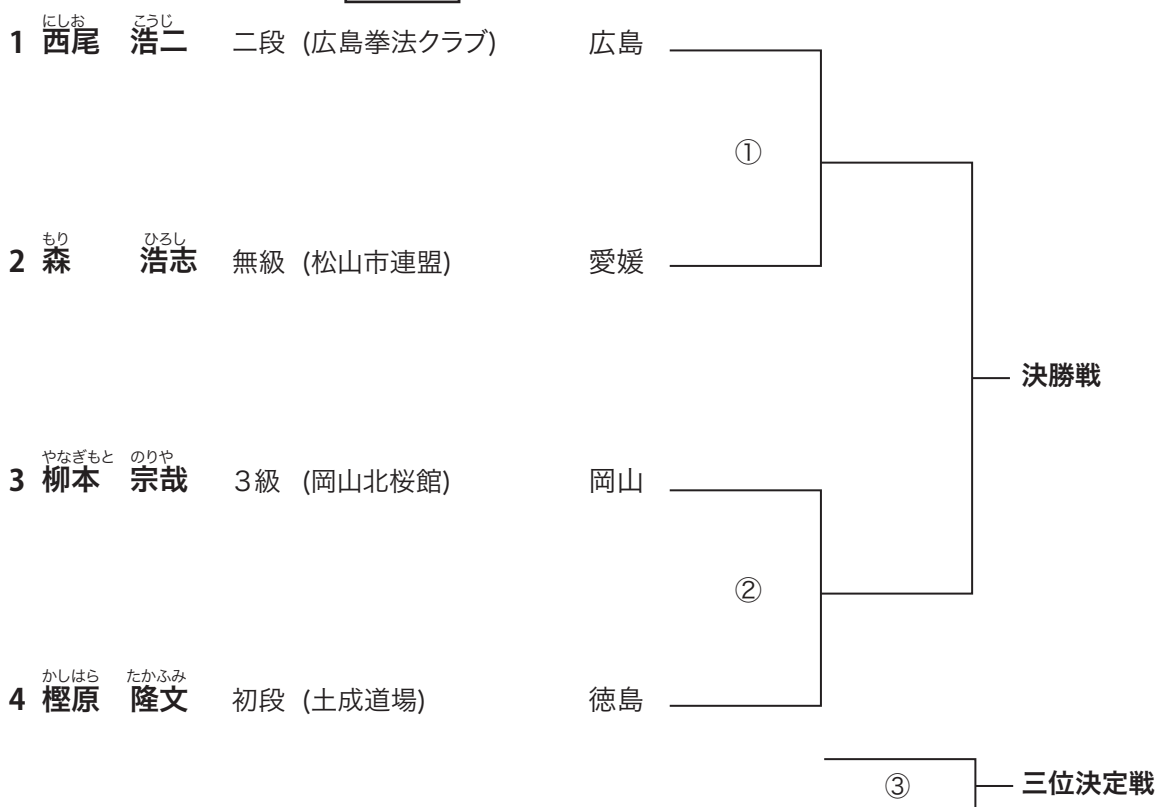 にしお こうじ
1 西尾 浩二 二段 (広島拳法クラブ) 広島
①
もり ひろし
2 森 浩志 無級 (松山市連盟) 愛媛
決勝戦
やなぎもと のりや
3 柳本 宗哉 3級 (岡山北桜館) 岡山
②
かしはら たかふみ
4 樫原 隆文 初段 (土成道場) 徳島
③ 三位決定戦